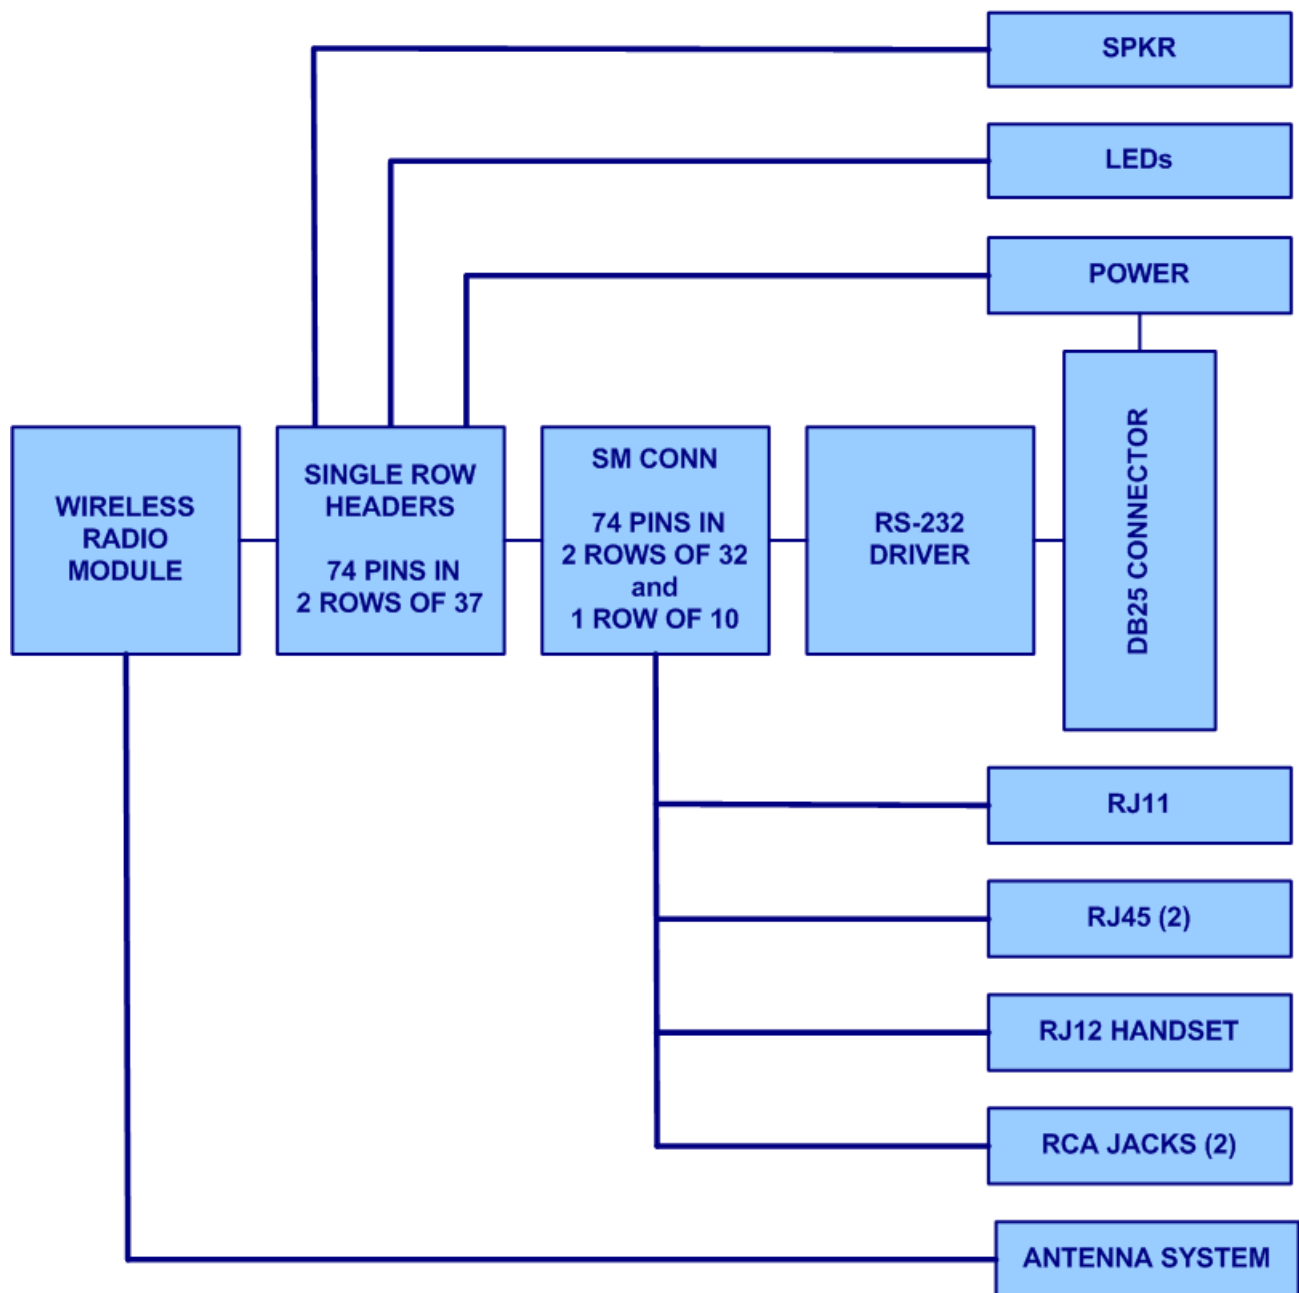 SPKR
LEDs
POWER
WIRELESS
RADIO
MODULE
SINGLE ROW
HEADERS
74 PINS IN
2 ROWS OF 37
SM CONN
74 PINS IN
2 ROWS OF 32
and
1 ROW OF 10
RS-232
DRIVER
DB25 CONNECTOR
RJ11
RJ45 (2)
RJ12 HANDSET
RCA JACKS (2)
ANTENNA SYSTEM